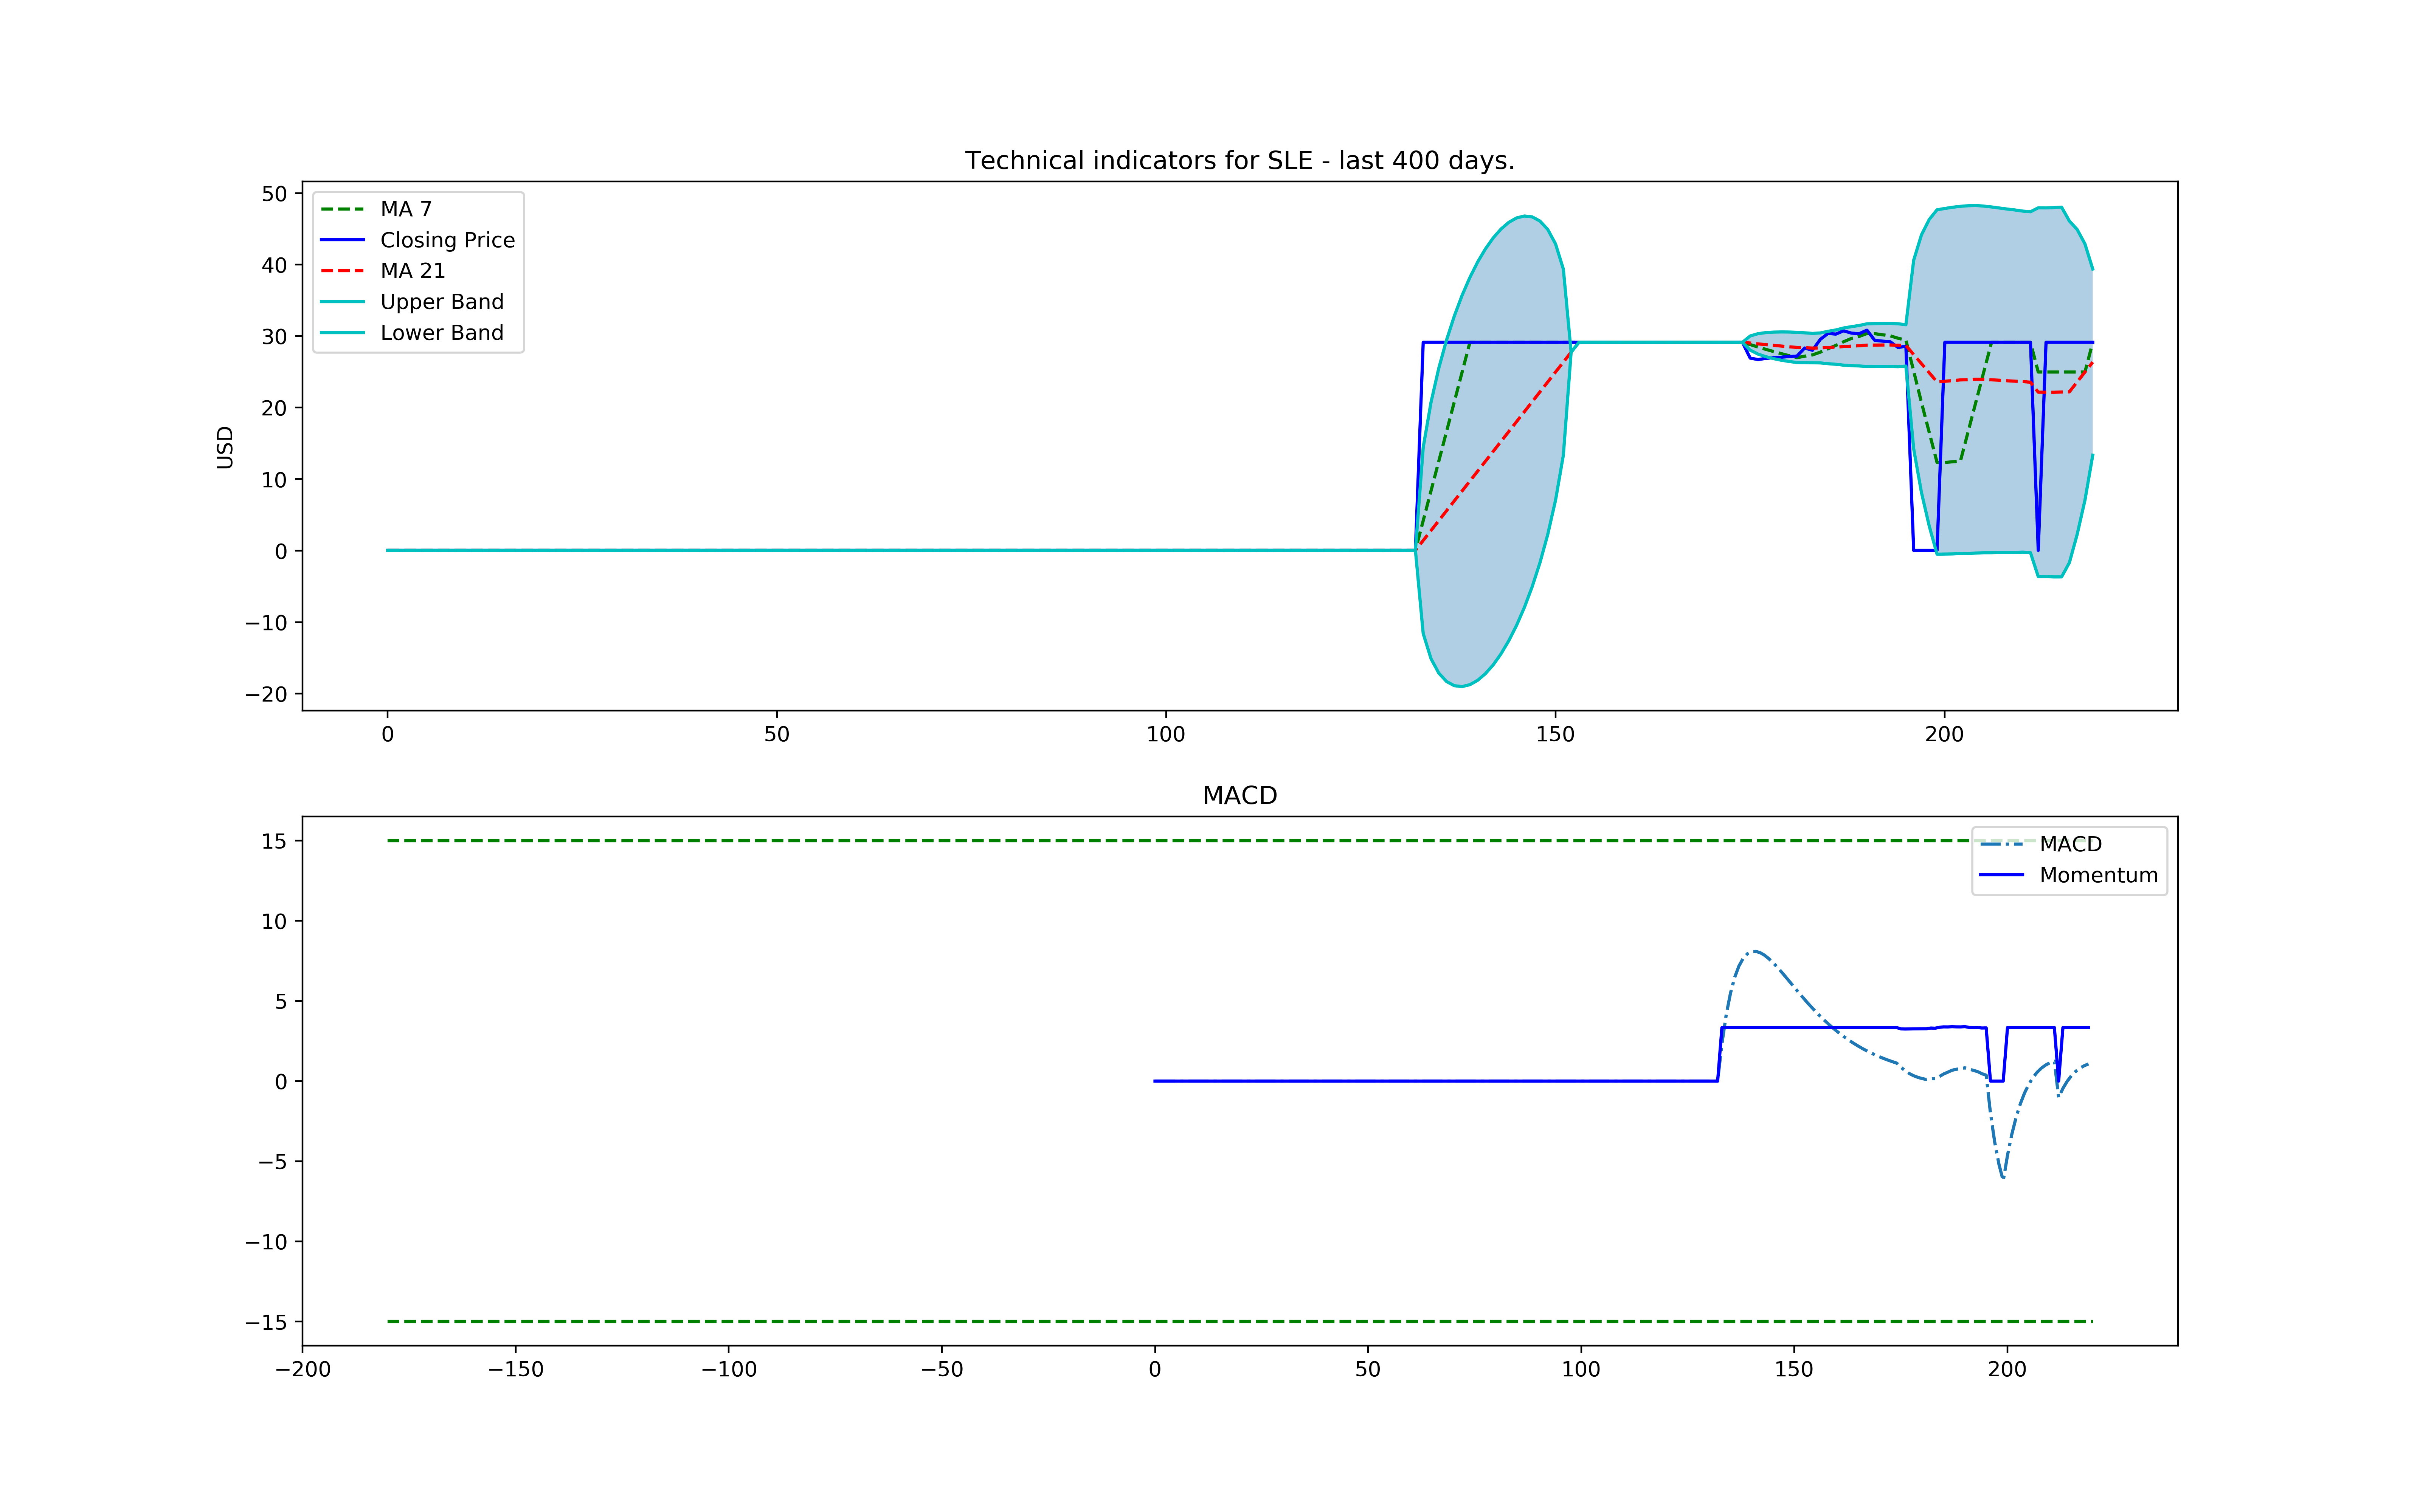 Technical indicators for SLE - last 400 days.
50
40
30
20
10
0
−10
−20
USD
MA 7
Closing Price
MA 21
Upper Band
Lower Band
0 50 100 150 200
MACD
15
10
5
0
−5
−10
−15
MACD
Momentum
−200 −150 −100 −50 0 50 100 150 200